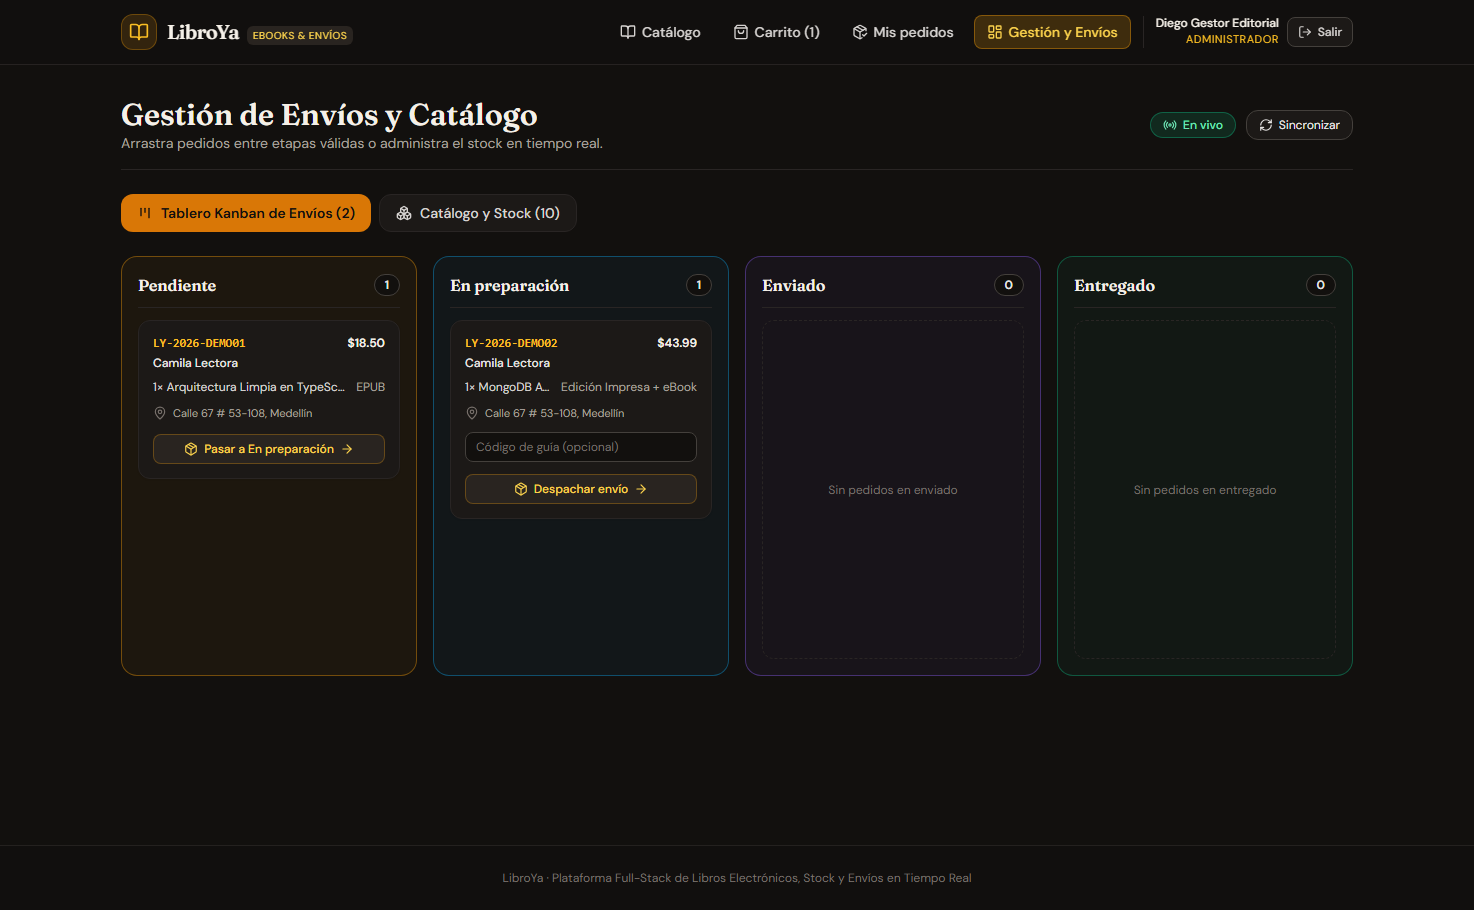 LibroYa EBOOKS & ENVÍOS
Catálogo
Carrito (1)
Mis pedidos
Gestión y Envíos
Diego Gestor Editorial
ADMINISTRADOR
Salir
Gestión de Envíos y Catálogo
Arrastra pedidos entre etapas válidas o administra el stock en tiempo real.
En vivo
Sincronizar
Tablero Kanban de Envíos (2)
Catálogo y Stock (10)
Pendiente 1
LY-2026-DEMO01 $18.50
Camila Lectora
1× Arquitectura Limpia en TypeSc... EPUB
Calle 67 # 53-108, Medellín
Pasar a En preparación →
En preparación 1
LY-2026-DEMO02 $43.99
Camila Lectora
1× MongoDB A... Edición Impresa + eBook
Calle 67 # 53-108, Medellín
Código de guía (opcional)
Despachar envío →
Enviado 0
Sin pedidos en enviado
Entregado 0
Sin pedidos en entregado
LibroYa · Plataforma Full-Stack de Libros Electrónicos, Stock y Envíos en Tiempo Real